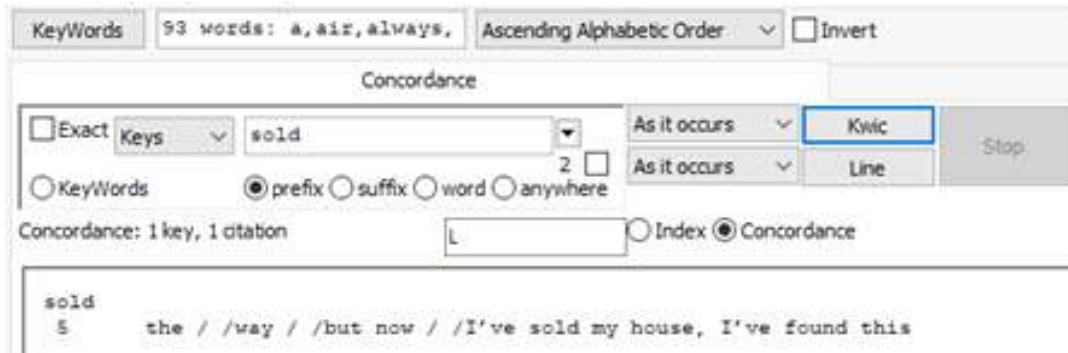 KeyWords 93 words: a,air,always, Ascending Alphabetic Order Invert
Concordance
Exact Keys sold As it occurs Kwic Stop
2 As it occurs Line
KeyWords prefix suffix word anywhere
Concordance: 1 key, 1 citation L Index Concordance
sold
5 the / /way / /but now / /I’ve sold my house, I’ve found this